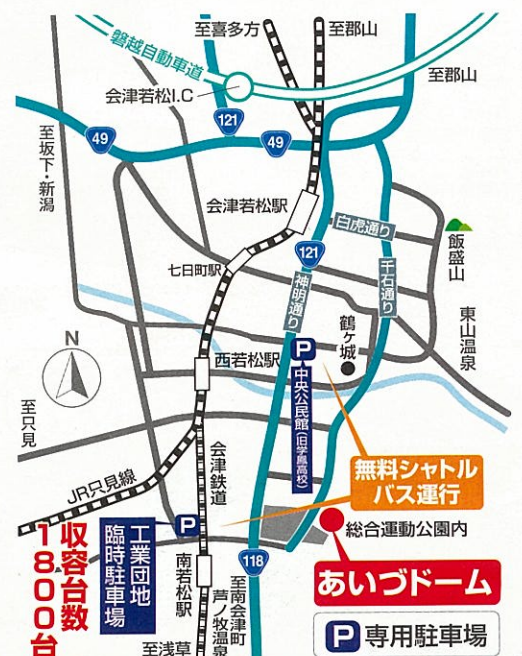 至喜多方
至郡山
磐越自動車道
至郡山
会津若松I.C
121
49
49
至坂下・新潟
会津若松駅
白虎通り
飯盛山
七日町駅
121
神明通り
千石通り
鶴ヶ城
東山温泉
N
西若松駅
P
中央公民館(旧学鳳高校)
至只見
無料シャトル
バス運行
JR只見線
会津鉄道
収容台数
1800台
工業団地
臨時駐車場
P
総合運動公園内
南若松駅
118
あいづドーム
至南会津町
芦ノ牧温泉
至浅草
P 専用駐車場